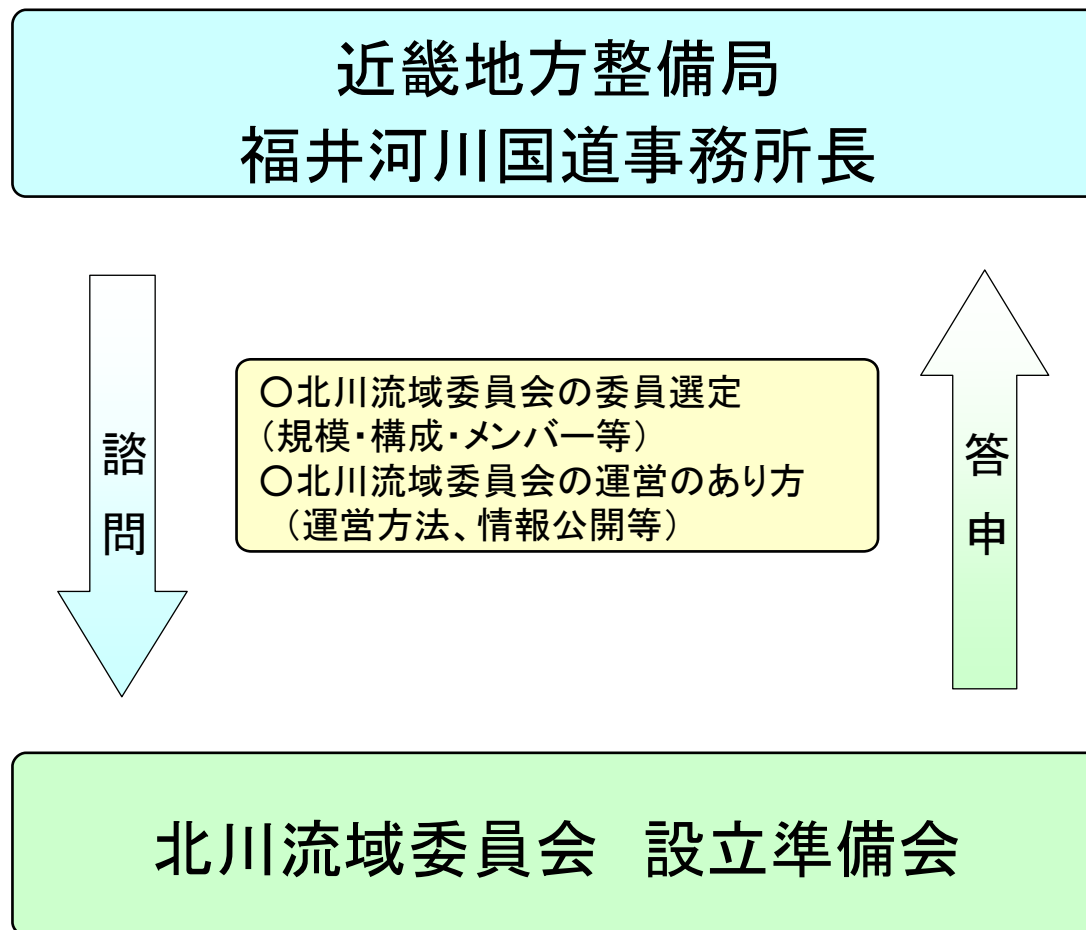 近畿地方整備局
福井河川国道事務所長
諮問
○北川流域委員会の委員選定
（規模・構成・メンバー等）
○北川流域委員会の運営のあり方
（運営方法、情報公開等）
答申
北川流域委員会　設立準備会